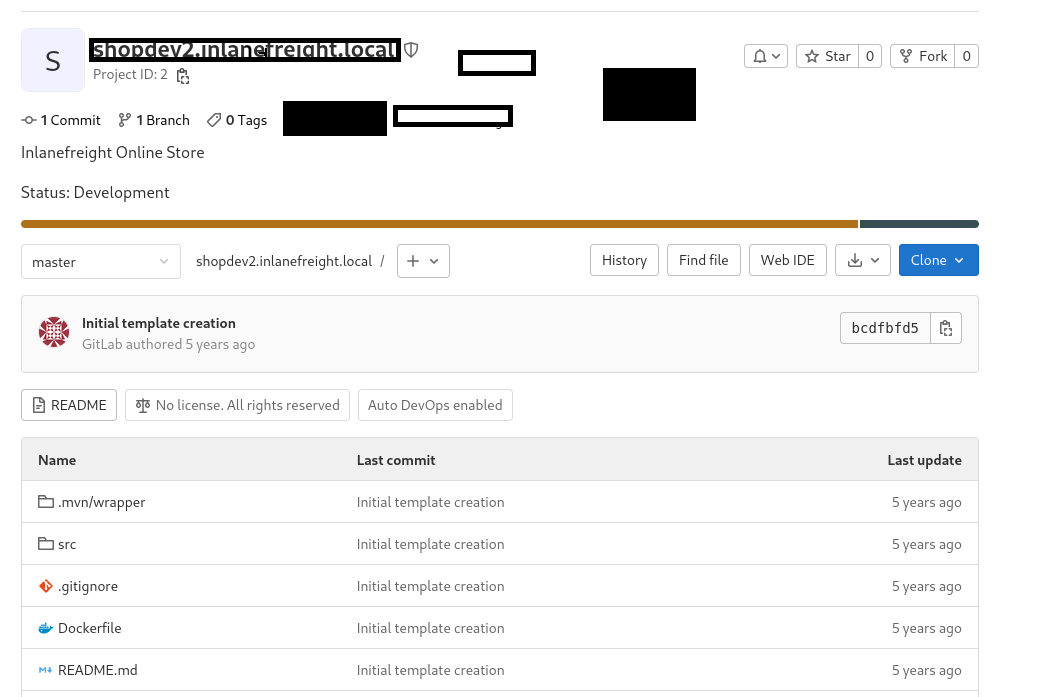 S
shopdev2.inlanefreight.local
Project ID: 2
Star 0
Fork 0
1 Commit
1 Branch
0 Tags
Inlanefreight Online Store
Status: Development
master
shopdev2.inlanefreight.local /
History
Find file
Web IDE
Clone
Initial template creation
GitLab authored 5 years ago
bcdfbfd5
README
No license. All rights reserved
Auto DevOps enabled
Name Last commit Last update
.mvn/wrapper Initial template creation 5 years ago
src Initial template creation 5 years ago
.gitignore Initial template creation 5 years ago
Dockerfile Initial template creation 5 years ago
README.md Initial template creation 5 years ago